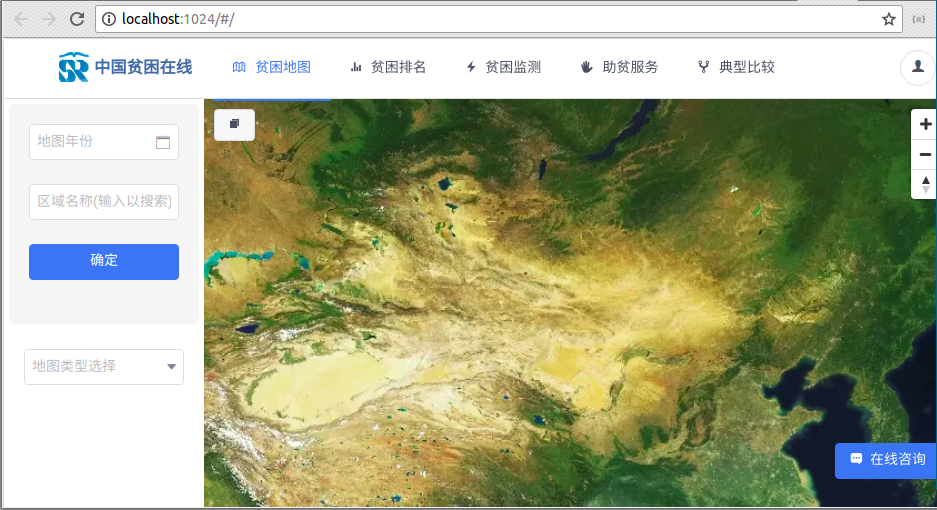 localhost:1024/#/
中国贫困在线 贫困地图 贫困排名 贫困监测 助贫服务 典型比较
地图年份
区域名称(输入以搜索)
确定
地图类型选择
在线咨询